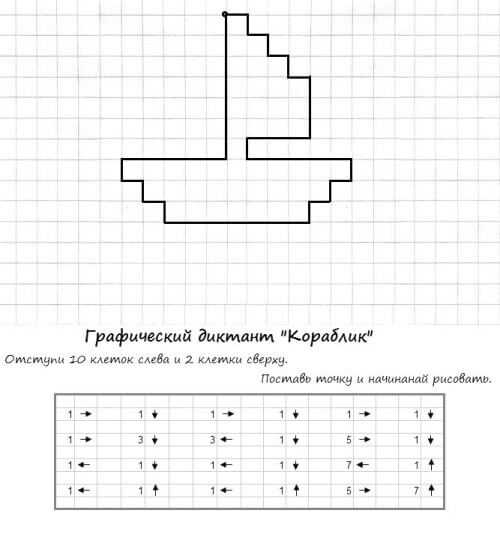 Графический диктант "Кораблик"
Отступи 10 клеток слева и 2 клетки сверху.
Поставь точку и начинанай рисовать.
1 → 1 ↓ 1 → 1 ↓ 1 → 1 ↓
1 → 3 ↓ 3 ← 1 ↓ 5 → 1 ↓
1 ← 1 ↓ 1 ← 1 ↓ 7 ← 1 ↑
1 ← 1 ↑ 1 ← 1 ↑ 5 → 7 ↑